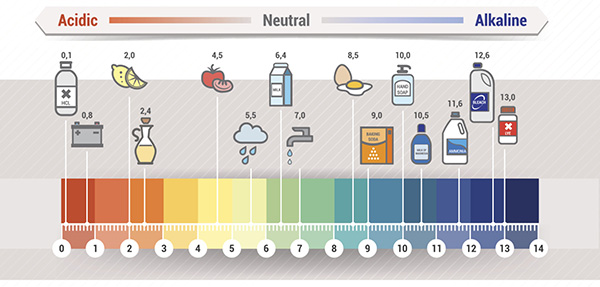 Acidic Neutral Alkaline
0,1 2,0 4,5 6,4 8,5 10,0 12,6
HCL
MILK
HAND SOAP
BLEACH
0,8 2,4 5,5 7,0 9,0 10,5 11,6 13,0
BAKING SODA
MILK OF MAGNESIA
AMMONIA
LYE
0 1 2 3 4 5 6 7 8 9 10 11 12 13 14